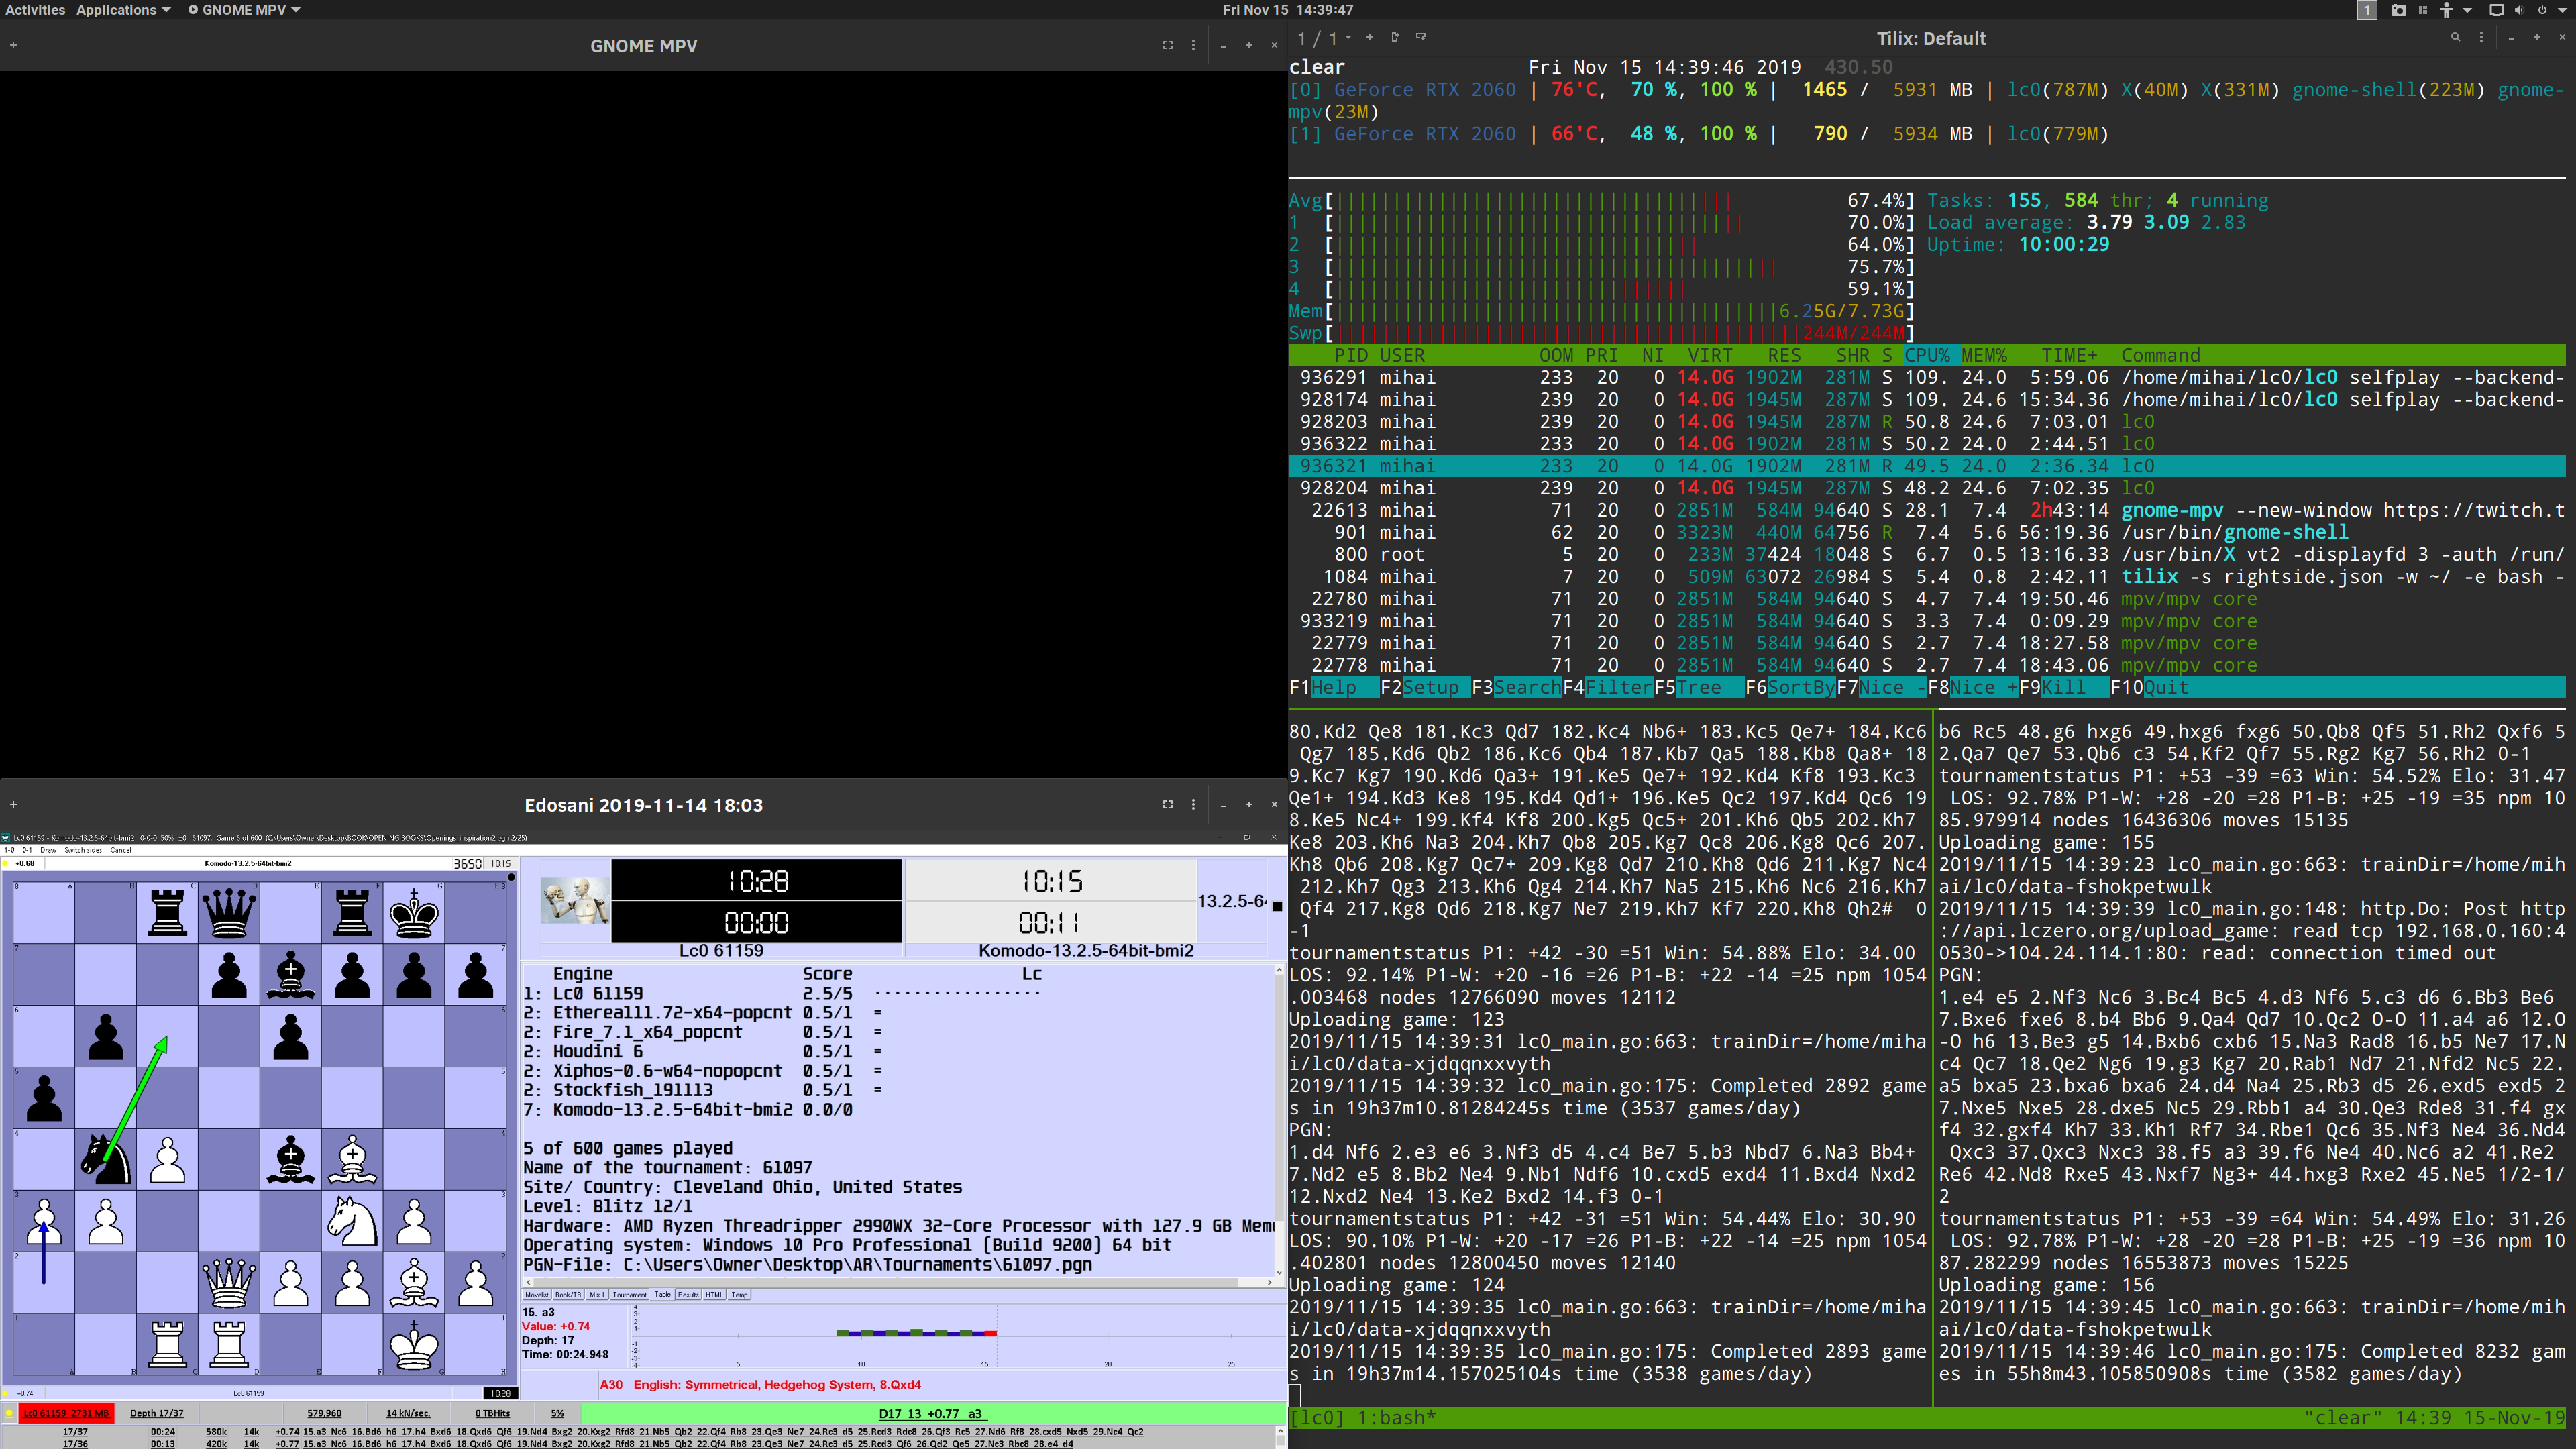 Activities Applications GNOME MPV Fri Nov 15 14:39:47 1
GNOME MPV
1 / 1 Tilix: Default
clear Fri Nov 15 14:39:46 2019 430.50
[0] GeForce RTX 2060 | 76'C, 70 %, 100 % | 1465 / 5931 MB | lc0(787M) X(40M) X(331M) gnome-shell(223M) gnome-
mpv(23M)
[1] GeForce RTX 2060 | 66'C, 48 %, 100 % | 790 / 5934 MB | lc0(779M)
Avg[ 67.4%] Tasks: 155, 584 thr; 4 running
1 [ 70.0%] Load average: 3.79 3.09 2.83
2 [ 64.0%] Uptime: 10:00:29
3 [ 75.7%]
4 [ 59.1%]
Mem[ 6.25G/7.73G]
Swp[ 244M/244M]
PID USER OOM PRI NI VIRT RES SHR S CPU% MEM% TIME+ Command
936291 mihai 233 20 0 14.0G 1902M 281M S 109. 24.0 5:59.06 /home/mihai/lc0/lc0 selfplay --backend-
928174 mihai 239 20 0 14.0G 1945M 287M S 109. 24.6 15:34.36 /home/mihai/lc0/lc0 selfplay --backend-
928203 mihai 239 20 0 14.0G 1945M 287M R 50.8 24.6 7:03.01 lc0
936322 mihai 233 20 0 14.0G 1902M 281M S 50.2 24.0 2:44.51 lc0
936321 mihai 233 20 0 14.0G 1902M 281M R 49.5 24.0 2:36.34 lc0
928204 mihai 239 20 0 14.0G 1945M 287M S 48.2 24.6 7:02.35 lc0
22613 mihai 71 20 0 2851M 584M 94640 S 28.1 7.4 2h43:14 gnome-mpv --new-window https://twitch.t
901 mihai 62 20 0 3323M 440M 64756 R 7.4 5.6 56:19.36 /usr/bin/gnome-shell
800 root 5 20 0 233M 37424 18048 S 6.7 0.5 13:16.33 /usr/bin/X vt2 -displayfd 3 -auth /run/
1084 mihai 7 20 0 509M 63072 26984 S 5.4 0.8 2:42.11 tilix -s rightside.json -w ~/ -e bash -
22780 mihai 71 20 0 2851M 584M 94640 S 4.7 7.4 19:50.46 mpv/mpv core
933219 mihai 71 20 0 2851M 584M 94640 S 3.3 7.4 0:09.29 mpv/mpv core
22779 mihai 71 20 0 2851M 584M 94640 S 2.7 7.4 18:27.58 mpv/mpv core
22778 mihai 71 20 0 2851M 584M 94640 S 2.7 7.4 18:43.06 mpv/mpv core
F1Help F2Setup F3SearchF4FilterF5Tree F6SortByF7Nice -F8Nice +F9Kill F10Quit
80.Kd2 Qe8 181.Kc3 Qd7 182.Kc4 Nb6+ 183.Kc5 Qe7+ 184.Kc6
Qg7 185.Kd6 Qb2 186.Kc6 Qb4 187.Kb7 Qa5 188.Kb8 Qa8+ 18
9.Kc7 Kg7 190.Kd6 Qa3+ 191.Ke5 Qe7+ 192.Kd4 Kf8 193.Kc3
Qe1+ 194.Kd3 Ke8 195.Kd4 Qd1+ 196.Ke5 Qc2 197.Kd4 Qc6 19
8.Ke5 Nc4+ 199.Kf4 Kf8 200.Kg5 Qc5+ 201.Kh6 Qb5 202.Kh7
Ke8 203.Kh6 Na3 204.Kh7 Qb8 205.Kg7 Qc8 206.Kg8 Qc6 207.
Kh8 Qb6 208.Kg7 Qc7+ 209.Kg8 Qd7 210.Kh8 Qd6 211.Kg7 Nc4
212.Kh7 Qg3 213.Kh6 Qg4 214.Kh7 Na5 215.Kh6 Nc6 216.Kh7
Qf4 217.Kg8 Qd6 218.Kg7 Ne7 219.Kh7 Kf7 220.Kh8 Qh2# 0
-1
tournamentstatus P1: +42 -30 =51 Win: 54.88% Elo: 34.00
LOS: 92.14% P1-W: +20 -16 =26 P1-B: +22 -14 =25 npm 1054
.003468 nodes 12766090 moves 12112
Uploading game: 123
2019/11/15 14:39:31 lc0_main.go:663: trainDir=/home/miha
i/lc0/data-xjdqqnxxvyth
2019/11/15 14:39:32 lc0_main.go:175: Completed 2892 game
s in 19h37m10.81284245s time (3537 games/day)
PGN:
1.d4 Nf6 2.e3 e6 3.Nf3 d5 4.c4 Be7 5.b3 Nbd7 6.Na3 Bb4+
7.Nd2 e5 8.Bb2 Ne4 9.Nb1 Ndf6 10.cxd5 exd4 11.Bxd4 Nxd2
12.Nxd2 Ne4 13.Ke2 Bxd2 14.f3 0-1
tournamentstatus P1: +42 -31 =51 Win: 54.44% Elo: 30.90
LOS: 90.10% P1-W: +20 -17 =26 P1-B: +22 -14 =25 npm 1054
.402801 nodes 12800450 moves 12140
Uploading game: 124
2019/11/15 14:39:35 lc0_main.go:663: trainDir=/home/miha
i/lc0/data-xjdqqnxxvyth
2019/11/15 14:39:35 lc0_main.go:175: Completed 2893 game
s in 19h37m14.157025104s time (3538 games/day)
b6 Rc5 48.g6 hxg6 49.hxg6 fxg6 50.Qb8 Qf5 51.Rh2 Qxf6 5
2.Qa7 Qe7 53.Qb6 c3 54.Kf2 Qf7 55.Rg2 Kg7 56.Rh2 0-1
tournamentstatus P1: +53 -39 =63 Win: 54.52% Elo: 31.47
LOS: 92.78% P1-W: +28 -20 =28 P1-B: +25 -19 =35 npm 10
85.979914 nodes 16436306 moves 15135
Uploading game: 155
2019/11/15 14:39:23 lc0_main.go:663: trainDir=/home/mih
ai/lc0/data-fshokpetwulk
2019/11/15 14:39:39 lc0_main.go:148: http.Do: Post http
://api.lczero.org/upload_game: read tcp 192.168.0.160:4
0530->104.24.114.1:80: read: connection timed out
PGN:
1.e4 e5 2.Nf3 Nc6 3.Bc4 Bc5 4.d3 Nf6 5.c3 d6 6.Bb3 Be6
7.Bxe6 fxe6 8.b4 Bb6 9.Qa4 Qd7 10.Qc2 O-O 11.a4 a6 12.O
-O h6 13.Be3 g5 14.Bxb6 cxb6 15.Na3 Rad8 16.b5 Ne7 17.N
c4 Qc7 18.Qe2 Ng6 19.g3 Kg7 20.Rab1 Nd7 21.Nfd2 Nc5 22.
a5 bxa5 23.bxa6 bxa6 24.d4 Na4 25.Rb3 d5 26.exd5 exd5 2
7.Nxe5 Nxe5 28.dxe5 Nc5 29.Rbb1 a4 30.Qe3 Rde8 31.f4 gx
f4 32.gxf4 Kh7 33.Kh1 Rf7 34.Rbe1 Qc6 35.Nf3 Ne4 36.Nd4
Qxc3 37.Qxc3 Nxc3 38.f5 a3 39.f6 Ne4 40.Nc6 a2 41.Re2
Re6 42.Nd8 Rxe5 43.Nxf7 Ng3+ 44.hxg3 Rxe2 45.Ne5 1/2-1/
2
tournamentstatus P1: +53 -39 =64 Win: 54.49% Elo: 31.26
LOS: 92.78% P1-W: +28 -20 =28 P1-B: +25 -19 =36 npm 10
87.282299 nodes 16553873 moves 15225
Uploading game: 156
2019/11/15 14:39:45 lc0_main.go:663: trainDir=/home/mih
ai/lc0/data-fshokpetwulk
2019/11/15 14:39:46 lc0_main.go:175: Completed 8232 gam
es in 55h8m43.105850908s time (3582 games/day)
[lc0] 1:bash* "clear" 14:39 15-Nov-19
Edosani 2019-11-14 18:03
Lc0 61159 - Komodo-13.2.5-64bit-bmi2 0-0-0 50% ±0 61097: Game 6 of 600 (C:\Users\Owner\Desktop\BOOK\OPENING BOOKS\Openings_inspiration2.pgn 2/25)
1-0 0-1 Draw Switch sides Cancel
+0.68 Komodo-13.2.5-64bit-bmi2 3650 10:15
10:28 10:15 13.2.5-64
00:00 00:11
Lc0 61159 Komodo-13.2.5-64bit-bmi2
Engine Score Lc
1: Lc0 61159 2.5/5 - - - - - - - - - - - - - - - - -
2: Ethereal11.72-x64-popcnt 0.5/1 =
2: Fire_7.1_x64_popcnt 0.5/1 =
2: Houdini 6 0.5/1 =
2: Xiphos-0.6-w64-nopopcnt 0.5/1 =
2: Stockfish_191113 0.5/1 =
7: Komodo-13.2.5-64bit-bmi2 0.0/0
5 of 600 games played
Name of the tournament: 61097
Site/ Country: Cleveland Ohio, United States
Level: Blitz 12/1
Hardware: AMD Ryzen Threadripper 2990WX 32-Core Processor with 127.9 GB Mem
Operating system: Windows 10 Pro Professional (Build 9200) 64 bit
PGN-File: C:\Users\Owner\Desktop\AR\Tournaments\61097.pgn
Movelist Book/TB Mix 1 Tournament Table Results HTML Temp
15. a3
Value: +0.74
Depth: 17
Time: 00:24.948
5 10 15 20 25
A30 English: Symmetrical, Hedgehog System, 8.Qxd4
+0.74 Lc0 61159 10:28
Lc0 61159 2731 MB Depth 17/37 579,960 14 kN/sec. 0 TBHits 5% D17 13 +0.77 a3
17/37 00:24 580k 14k +0.74 15.a3 Nc6 16.Bd6 h6 17.h4 Bxd6 18.Qxd6 Qf6 19.Nd4 Bxg2 20.Kxg2 Rfd8 21.Nb5 Qb2 22.Qf4 Rb8 23.Qe3 Ne7 24.Rc3 d5 25.Rcd3 Rdc8 26.Qf3 Rc5 27.Nd6 Rf8 28.cxd5 Nxd5 29.Nc4 Qc2
17/36 00:13 420k 14k +0.77 15.a3 Nc6 16.Bd6 h6 17.h4 Bxd6 18.Qxd6 Qf6 19.Nd4 Bxg2 20.Kxg2 Rfd8 21.Nb5 Qb2 22.Qf4 Rb8 23.Qe3 Ne7 24.Rc3 d5 25.Rcd3 Qf6 26.Qd2 Qe5 27.Nc3 Rbc8 28.e4 d4